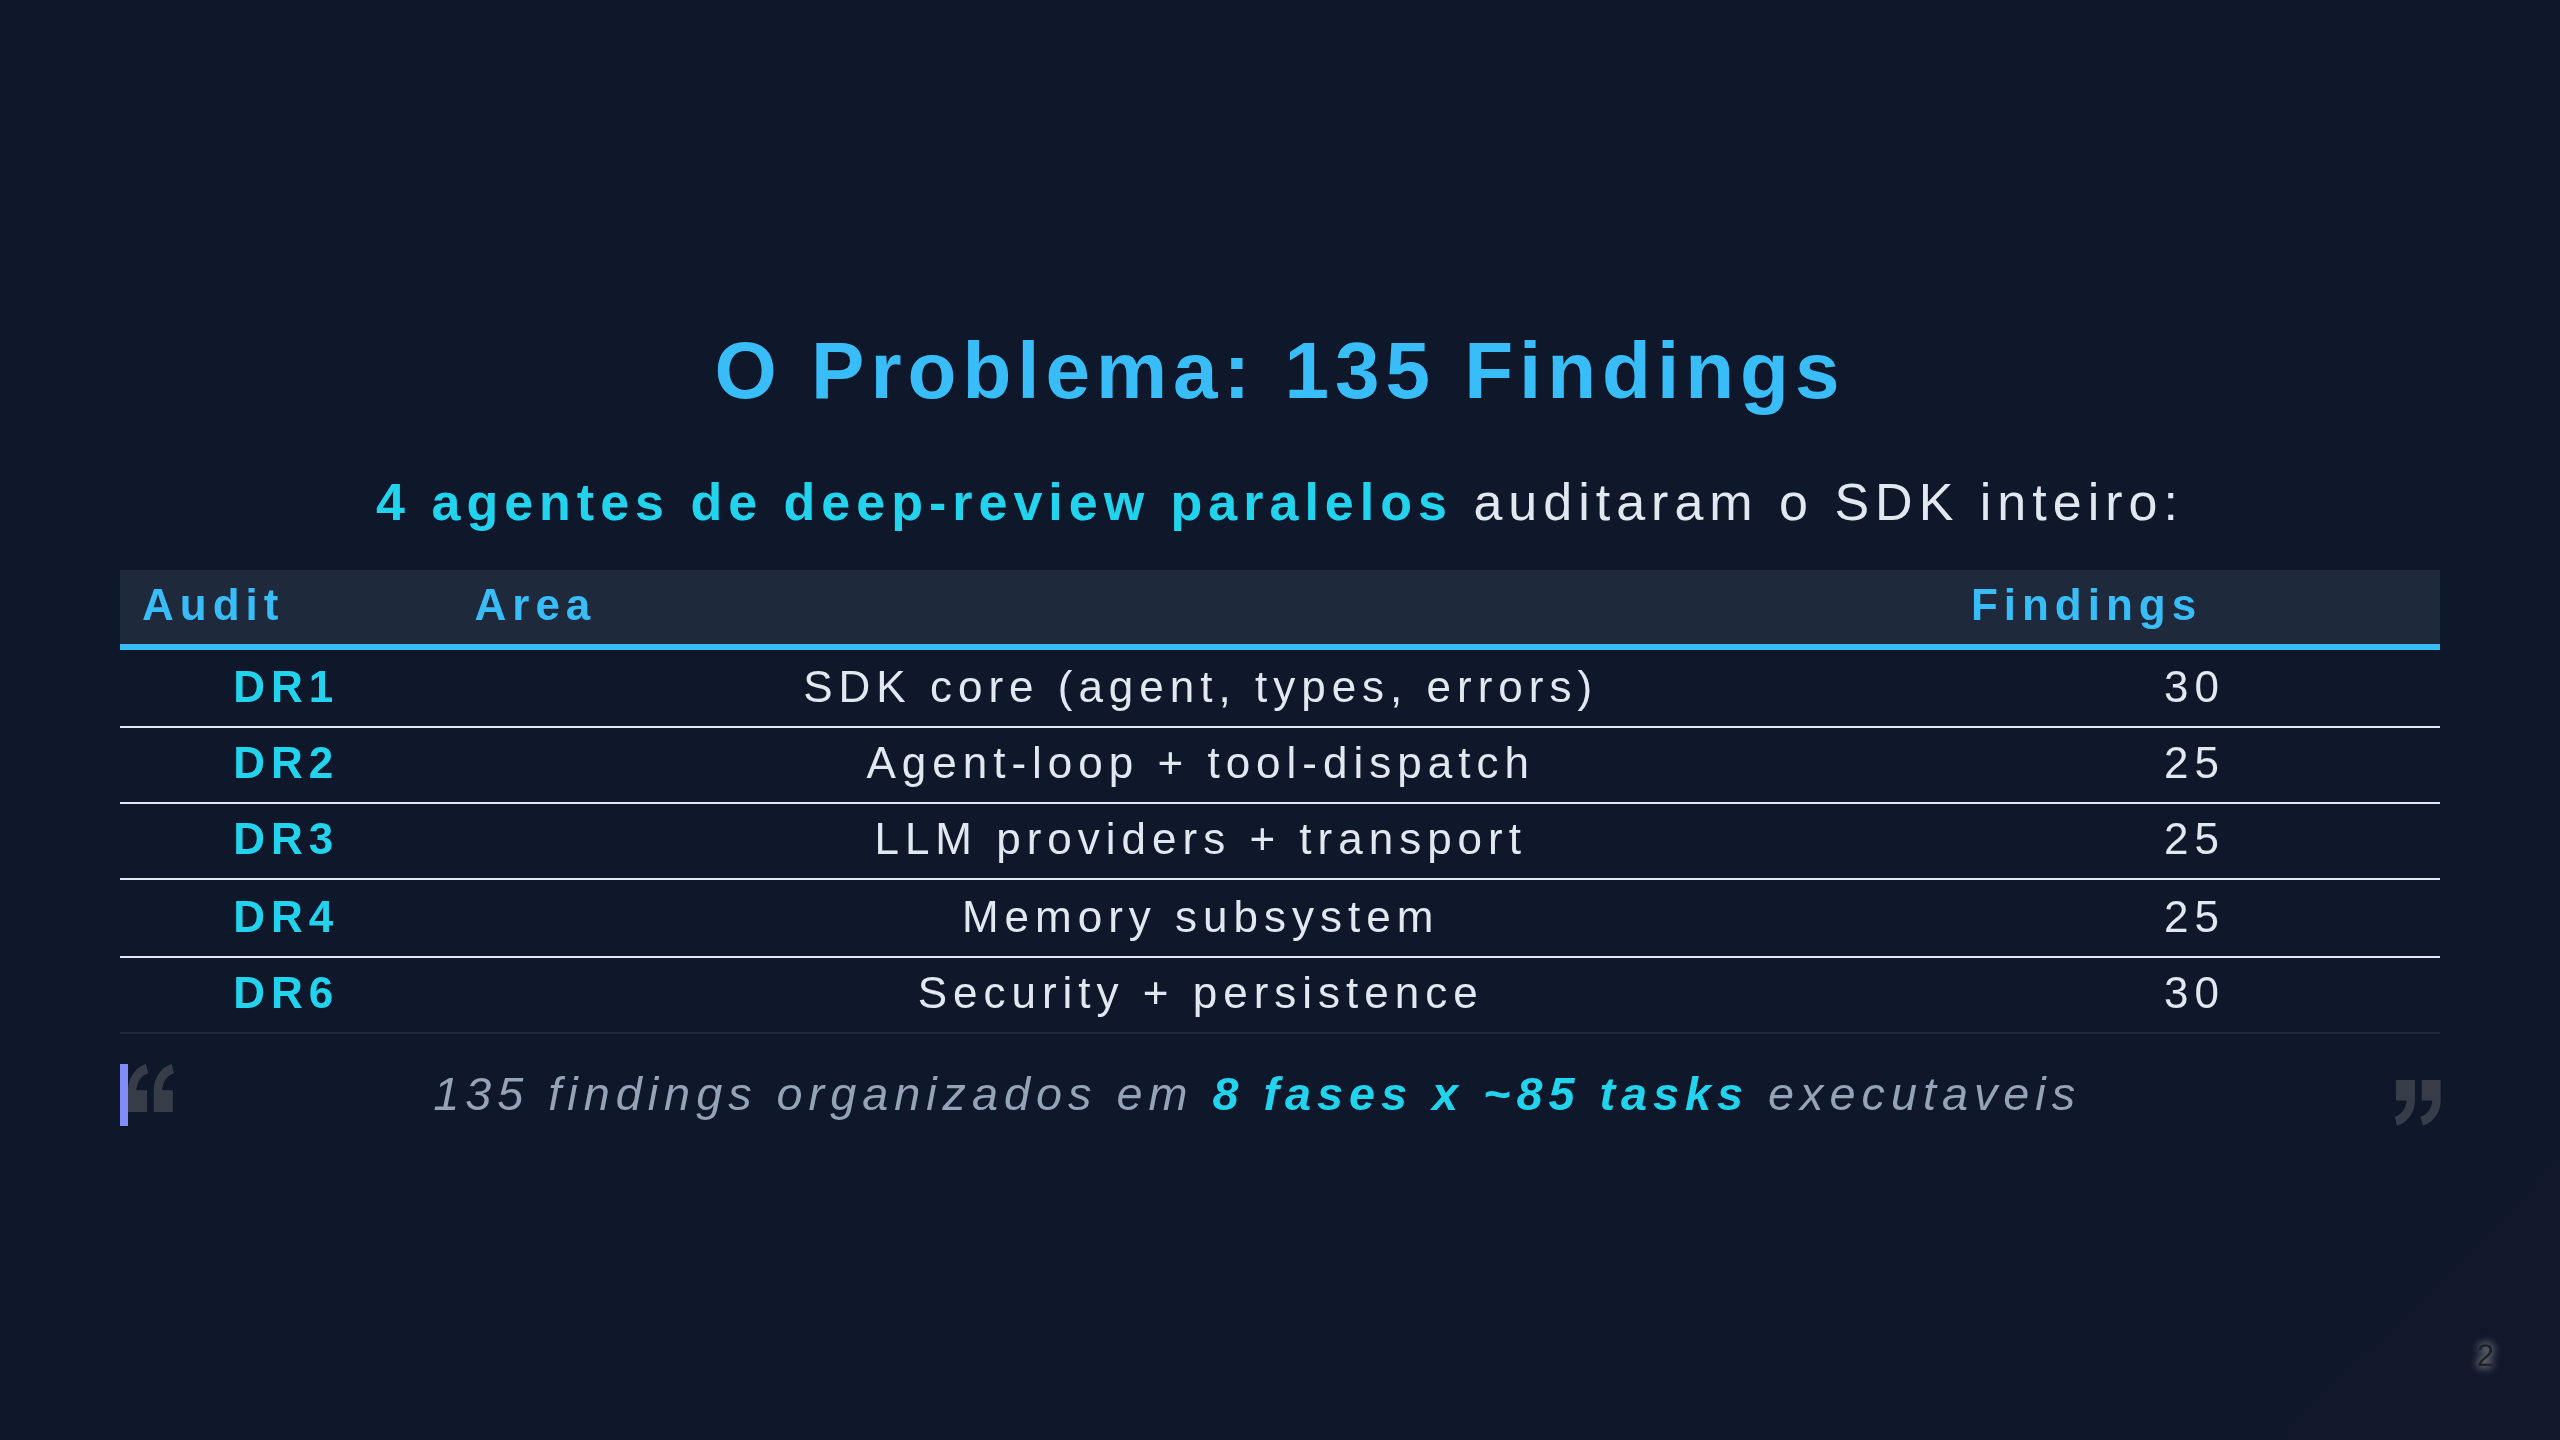 O Problema: 135 Findings
4 agentes de deep-review paralelos auditaram o SDK inteiro:
Audit Area Findings
DR1 SDK core (agent, types, errors) 30
DR2 Agent-loop + tool-dispatch 25
DR3 LLM providers + transport 25
DR4 Memory subsystem 25
DR6 Security + persistence 30
“ 135 findings organizados em 8 fases x ~85 tasks executaveis ”
2